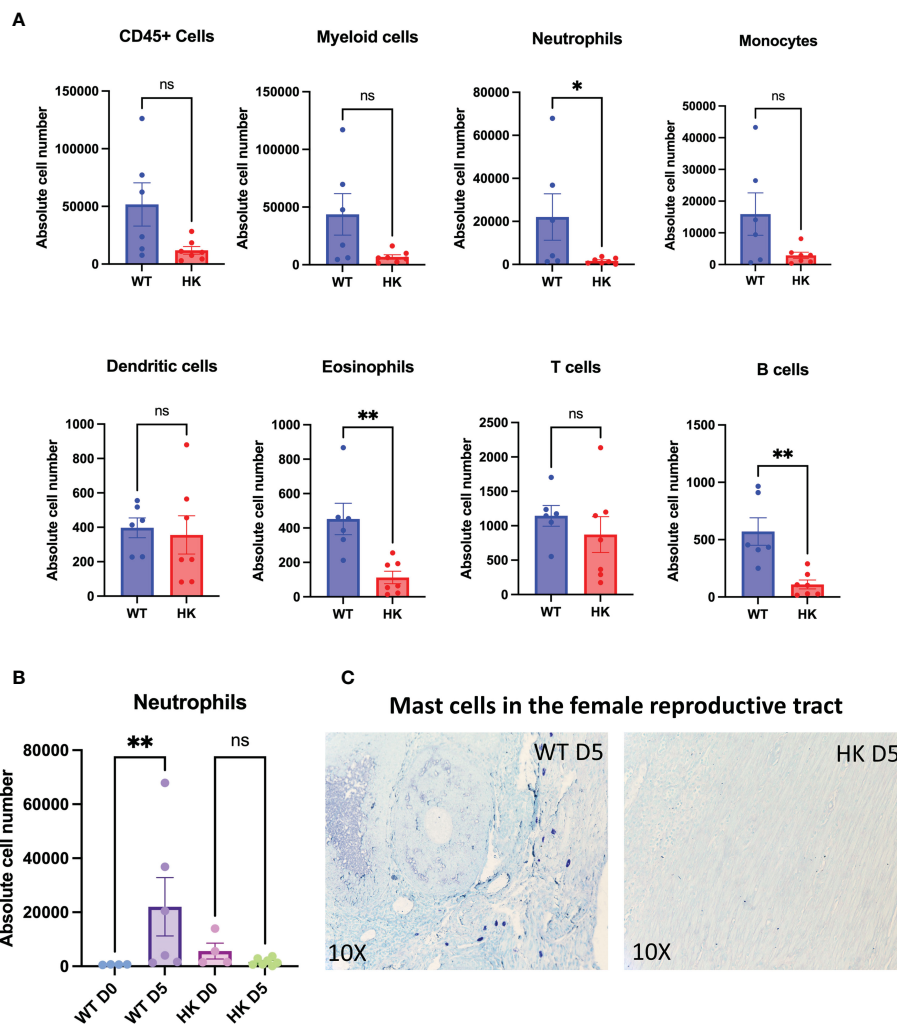 A
CD45+ Cells
Myeloid cells
Neutrophils
Monocytes
Absolute cell number
150000
100000
50000
0
ns
WT
HK
Absolute cell number
150000
100000
50000
0
ns
WT
HK
Absolute cell number
80000
60000
40000
20000
0
*
WT
HK
Absolute cell number
50000
40000
30000
20000
10000
0
ns
WT
HK
Dendritic cells
Eosinophils
T cells
B cells
Absolute cell number
1000
800
600
400
200
0
ns
WT
HK
Absolute cell number
1000
800
600
400
200
0
**
WT
HK
Absolute cell number
2500
2000
1500
1000
500
0
ns
WT
HK
Absolute cell number
1500
1000
500
0
**
WT
HK
B
Neutrophils
Absolute cell number
80000
60000
40000
20000
0
**
ns
WT D0
WT D5
HK D0
HK D5
C
Mast cells in the female reproductive tract
WT D5
10X
HK D5
10X